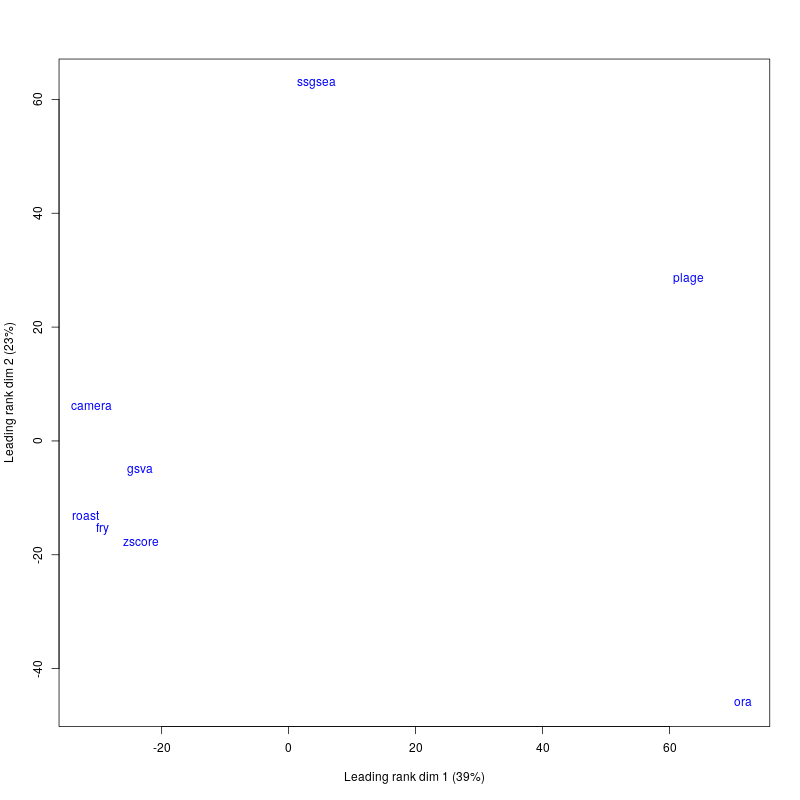 ssgsea
60
40
plage
20
camera
0
gsva
roast
fry
zscore
-20
-40
ora
-20 0 20 40 60
Leading rank dim 1 (39%)
Leading rank dim 2 (23%)